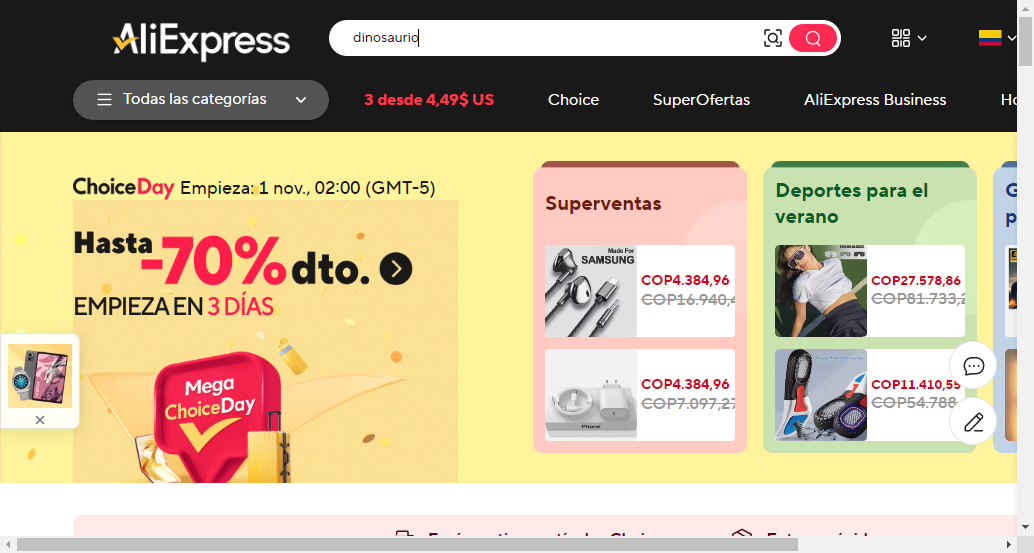 AliExpress
dinosaurio
Todas las categorías
3 desde 4,49$ US
Choice
SuperOfertas
AliExpress Business
ChoiceDay Empieza: 1 nov., 02:00 (GMT-5)
Hasta -70% dto.
EMPIEZA EN 3 DÍAS
Mega
ChoiceDay
Superventas
Made For
SAMSUNG
COP4.384,96
COP16.940,4
Phone
COP4.384,96
COP7.097,27
Deportes para el
verano
COP27.578,86
COP81.733,2
COP11.410,55
COP54.788